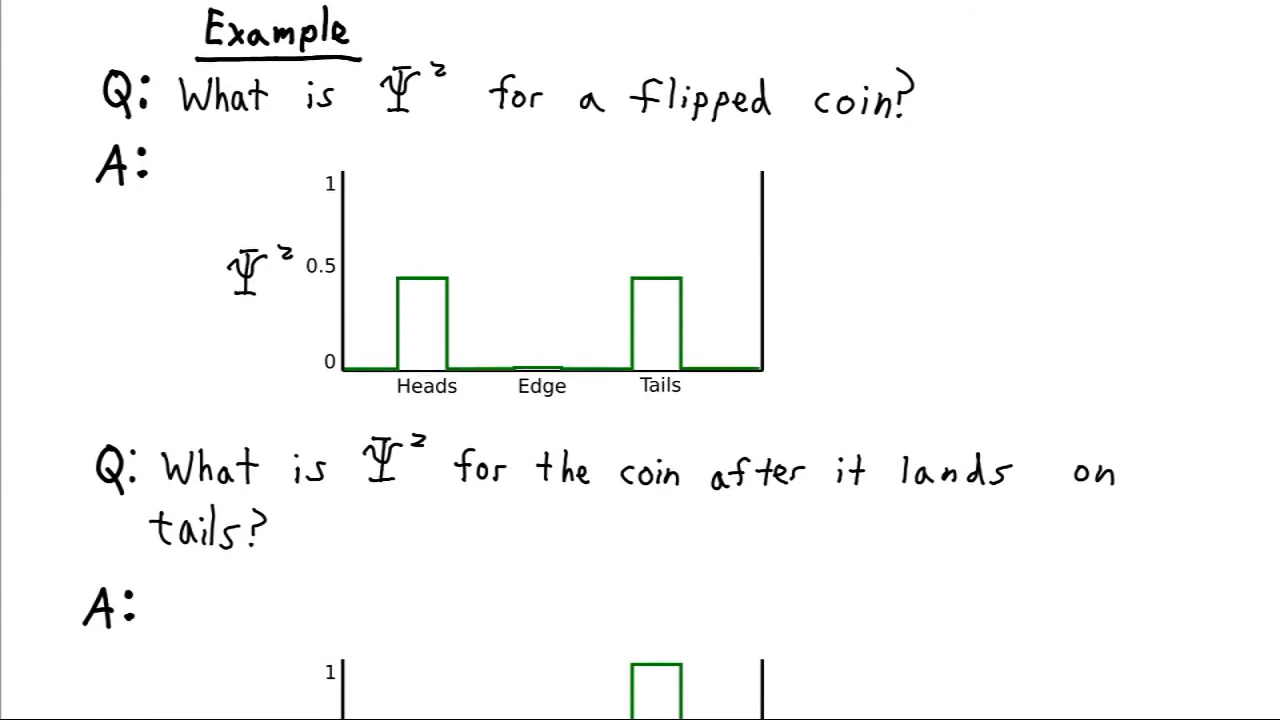 Example
Q: What is Ψ² for a flipped coin?
A:
1
Ψ² 0.5
0
Heads Edge Tails
Q: What is Ψ² for the coin after it lands on
tails?
A:
1